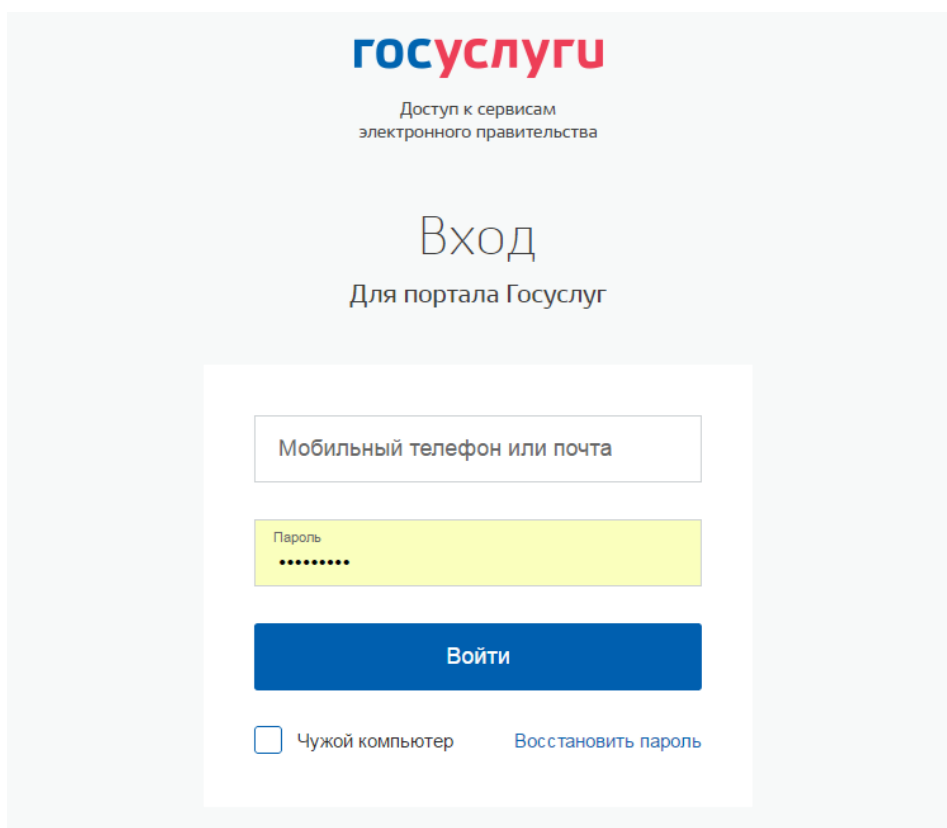 госуслуги
Доступ к сервисам
электронного правительства
Вход
Для портала Госуслуг
Мобильный телефон или почта
Пароль
•••••••••
Войти
Чужой компьютер
Восстановить пароль